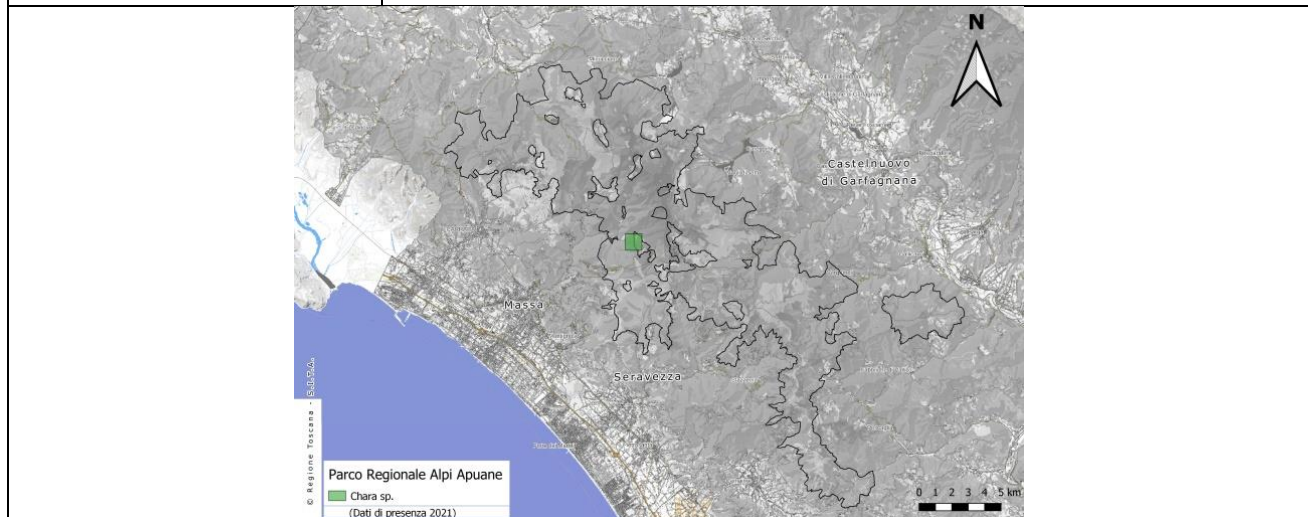 N
Castelnuovo
di Garfagnana
Massa
Seravezza
© Regione Toscana - S.I.T.A.
Parco Regionale Alpi Apuane
Chara sp.
(Dati di presenza 2021)
0 1 2 3 4 5 km